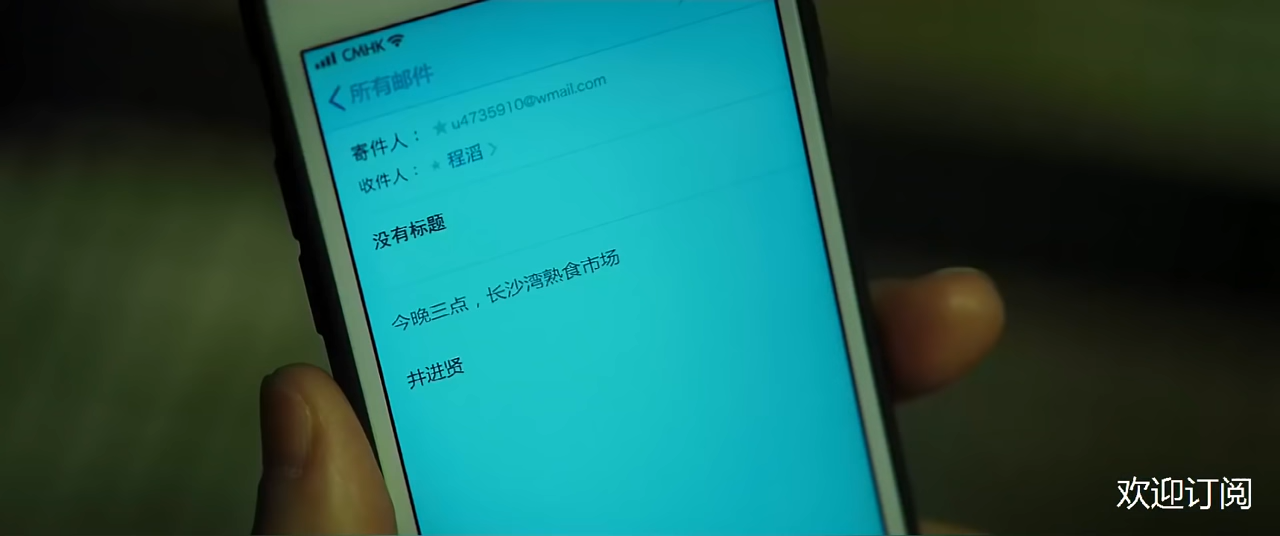 CMHK
所有邮件
寄件人： ★ u4735910@wmail.com
收件人： ★ 程滔 >
没有标题
今晚三点，长沙湾熟食市场
井进贤
欢迎订阅